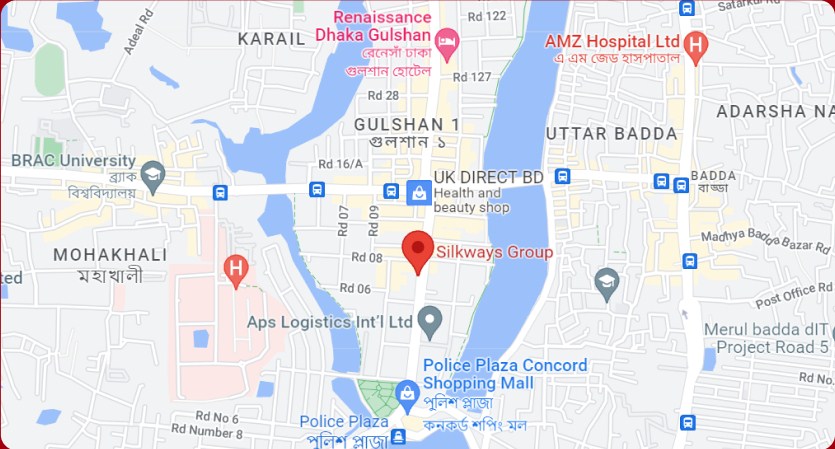 Adeal Rd
KARAIL
Renaissance
Dhaka Gulshan
রেনেসাঁ ঢাকা
গুলশান হোটেল
Rd 122
Satarkul Rd
AMZ Hospital Ltd
এ এম জেড হাসপাতাল
Rd 127
Rd 28
GULSHAN 1
গুলশান ১
UTTAR BADDA
ADARSHA NA
BRAC University
ব্র্যাক
বিশ্ববিদ্যালয়
Rd 16/A
UK DIRECT BD
Health and
beauty shop
BADDA
বাড্ডা
Rd 07
Rd 09
MOHAKHALI
মহাখালী
Rd 08
Silkways Group
Madhya Badda Bazar Rd
ted
Rd 06
Post Office Rd
Aps Logistics Int'l Ltd
Merul badda dIT
Project Road 5
Police Plaza Concord
Shopping Mall
পুলিশ প্লাজা
কনকর্ড শপিং মল
Rd No 6
Rd Number 8
Police Plaza
পুলিশ প্লাজা